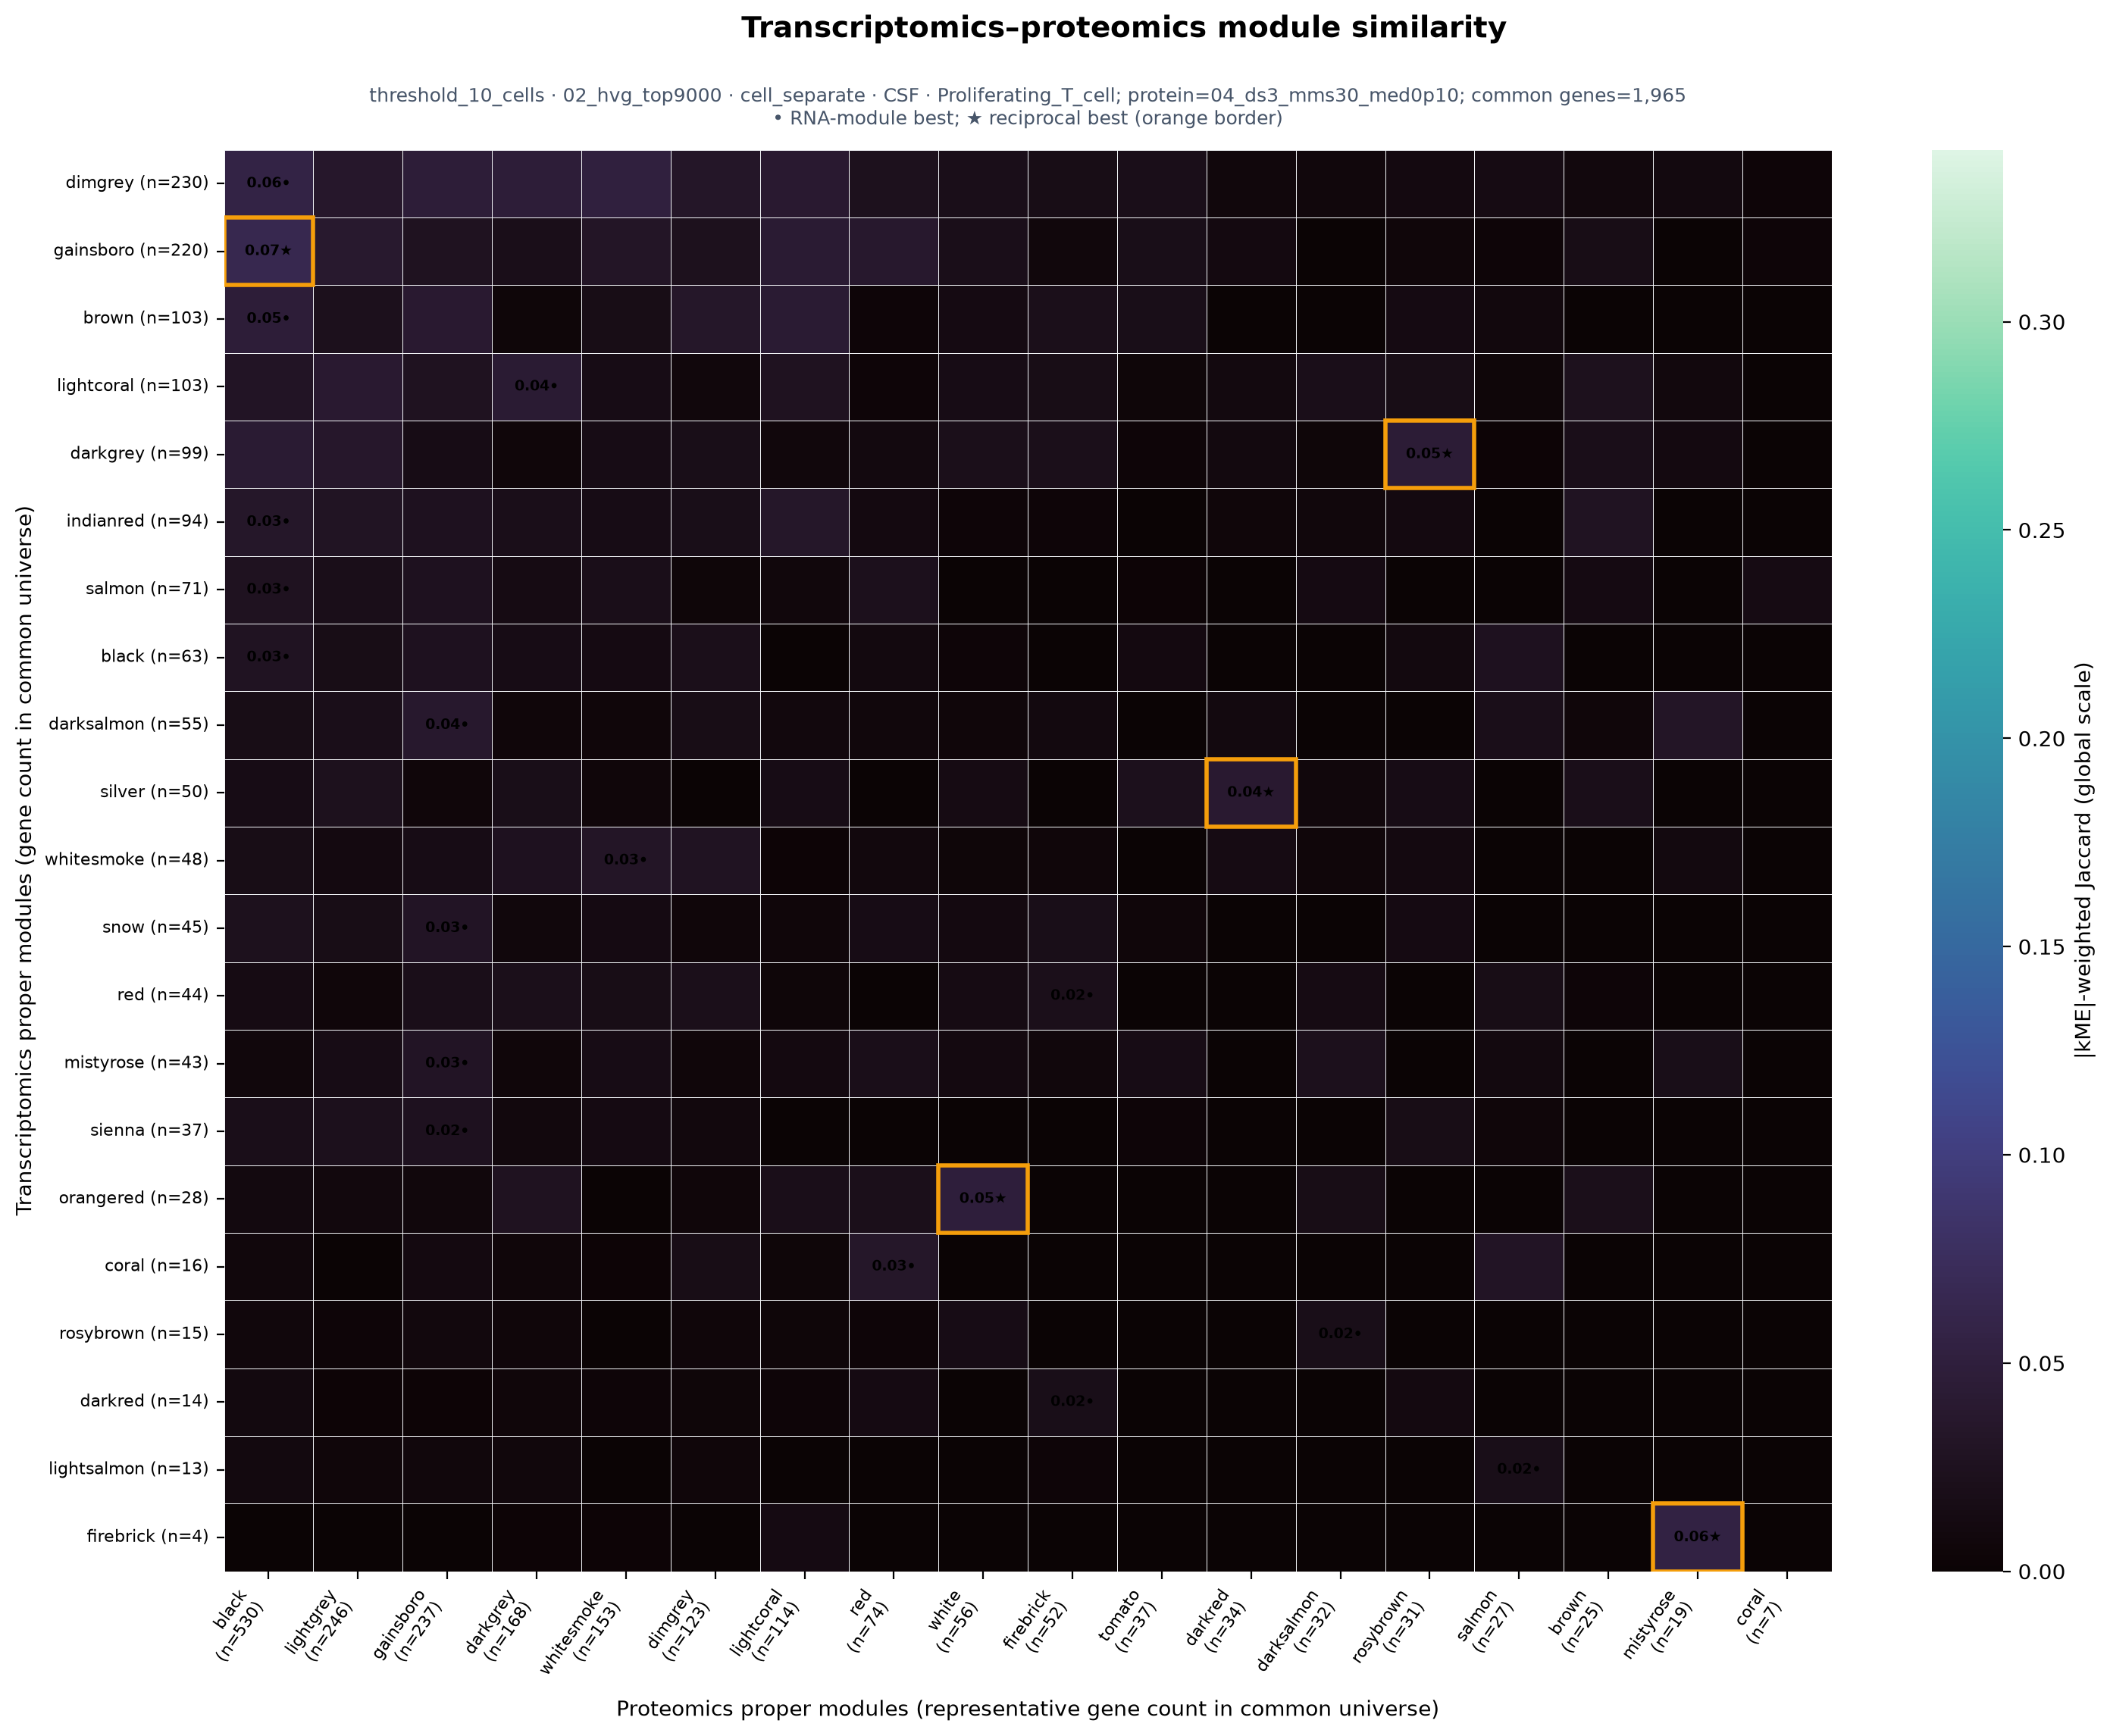 Transcriptomics–proteomics module similarity
threshold_10_cells · 02_hvg_top9000 · cell_separate · CSF · Proliferating_T_cell; protein=04_ds3_mms30_med0p10; common genes=1,965
• RNA-module best; ★ reciprocal best (orange border)
Transcriptomics proper modules (gene count in common universe)
dimgrey (n=230)
0.06•
gainsboro (n=220)
0.07★
brown (n=103)
0.05•
lightcoral (n=103)
0.04•
darkgrey (n=99)
0.05★
indianred (n=94)
0.03•
salmon (n=71)
0.03•
black (n=63)
0.03•
darksalmon (n=55)
0.04•
silver (n=50)
0.04★
whitesmoke (n=48)
0.03•
snow (n=45)
0.03•
red (n=44)
0.02•
mistyrose (n=43)
0.03•
sienna (n=37)
0.02•
orangered (n=28)
0.05★
coral (n=16)
0.03•
rosybrown (n=15)
0.02•
darkred (n=14)
0.02•
lightsalmon (n=13)
0.02•
firebrick (n=4)
0.06★
black
(n=530)
lightgrey
(n=246)
gainsboro
(n=237)
darkgrey
(n=168)
whitesmoke
(n=153)
dimgrey
(n=123)
lightcoral
(n=114)
red
(n=74)
white
(n=56)
firebrick
(n=52)
tomato
(n=37)
darkred
(n=34)
darksalmon
(n=32)
rosybrown
(n=31)
salmon
(n=27)
brown
(n=25)
mistyrose
(n=19)
coral
(n=7)
Proteomics proper modules (representative gene count in common universe)
0.30
0.25
0.20
0.15
0.10
0.05
0.00
|kME|-weighted Jaccard (global scale)